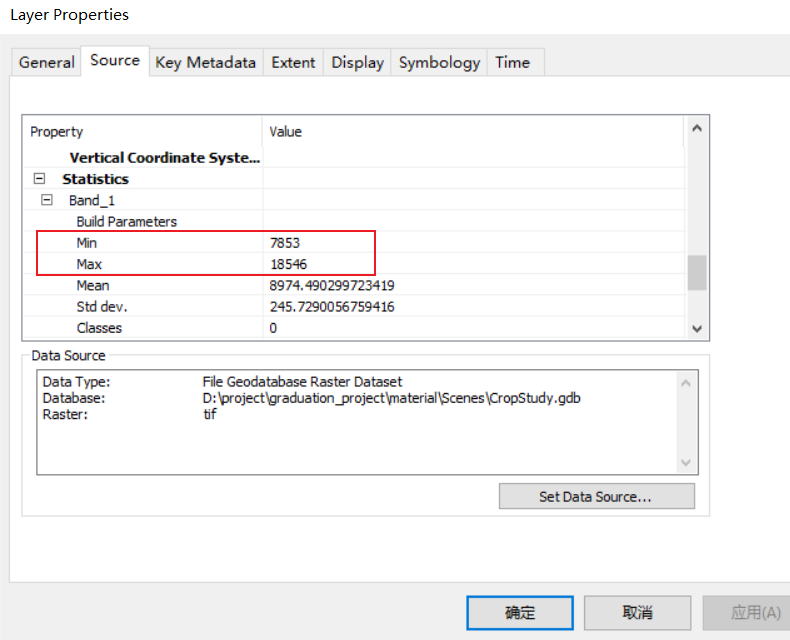 Layer Properties
General Source Key Metadata Extent Display Symbology Time
Property Value
Vertical Coordinate Syste...
Statistics
Band_1
Build Parameters
Min 7853
Max 18546
Mean 8974.490299723419
Std dev. 245.7290056759416
Classes 0
Data Source
Data Type: File Geodatabase Raster Dataset
Database: D:\project\graduation_project\material\Scenes\CropStudy.gdb
Raster: tif
Set Data Source...
确定 取消 应用(A)